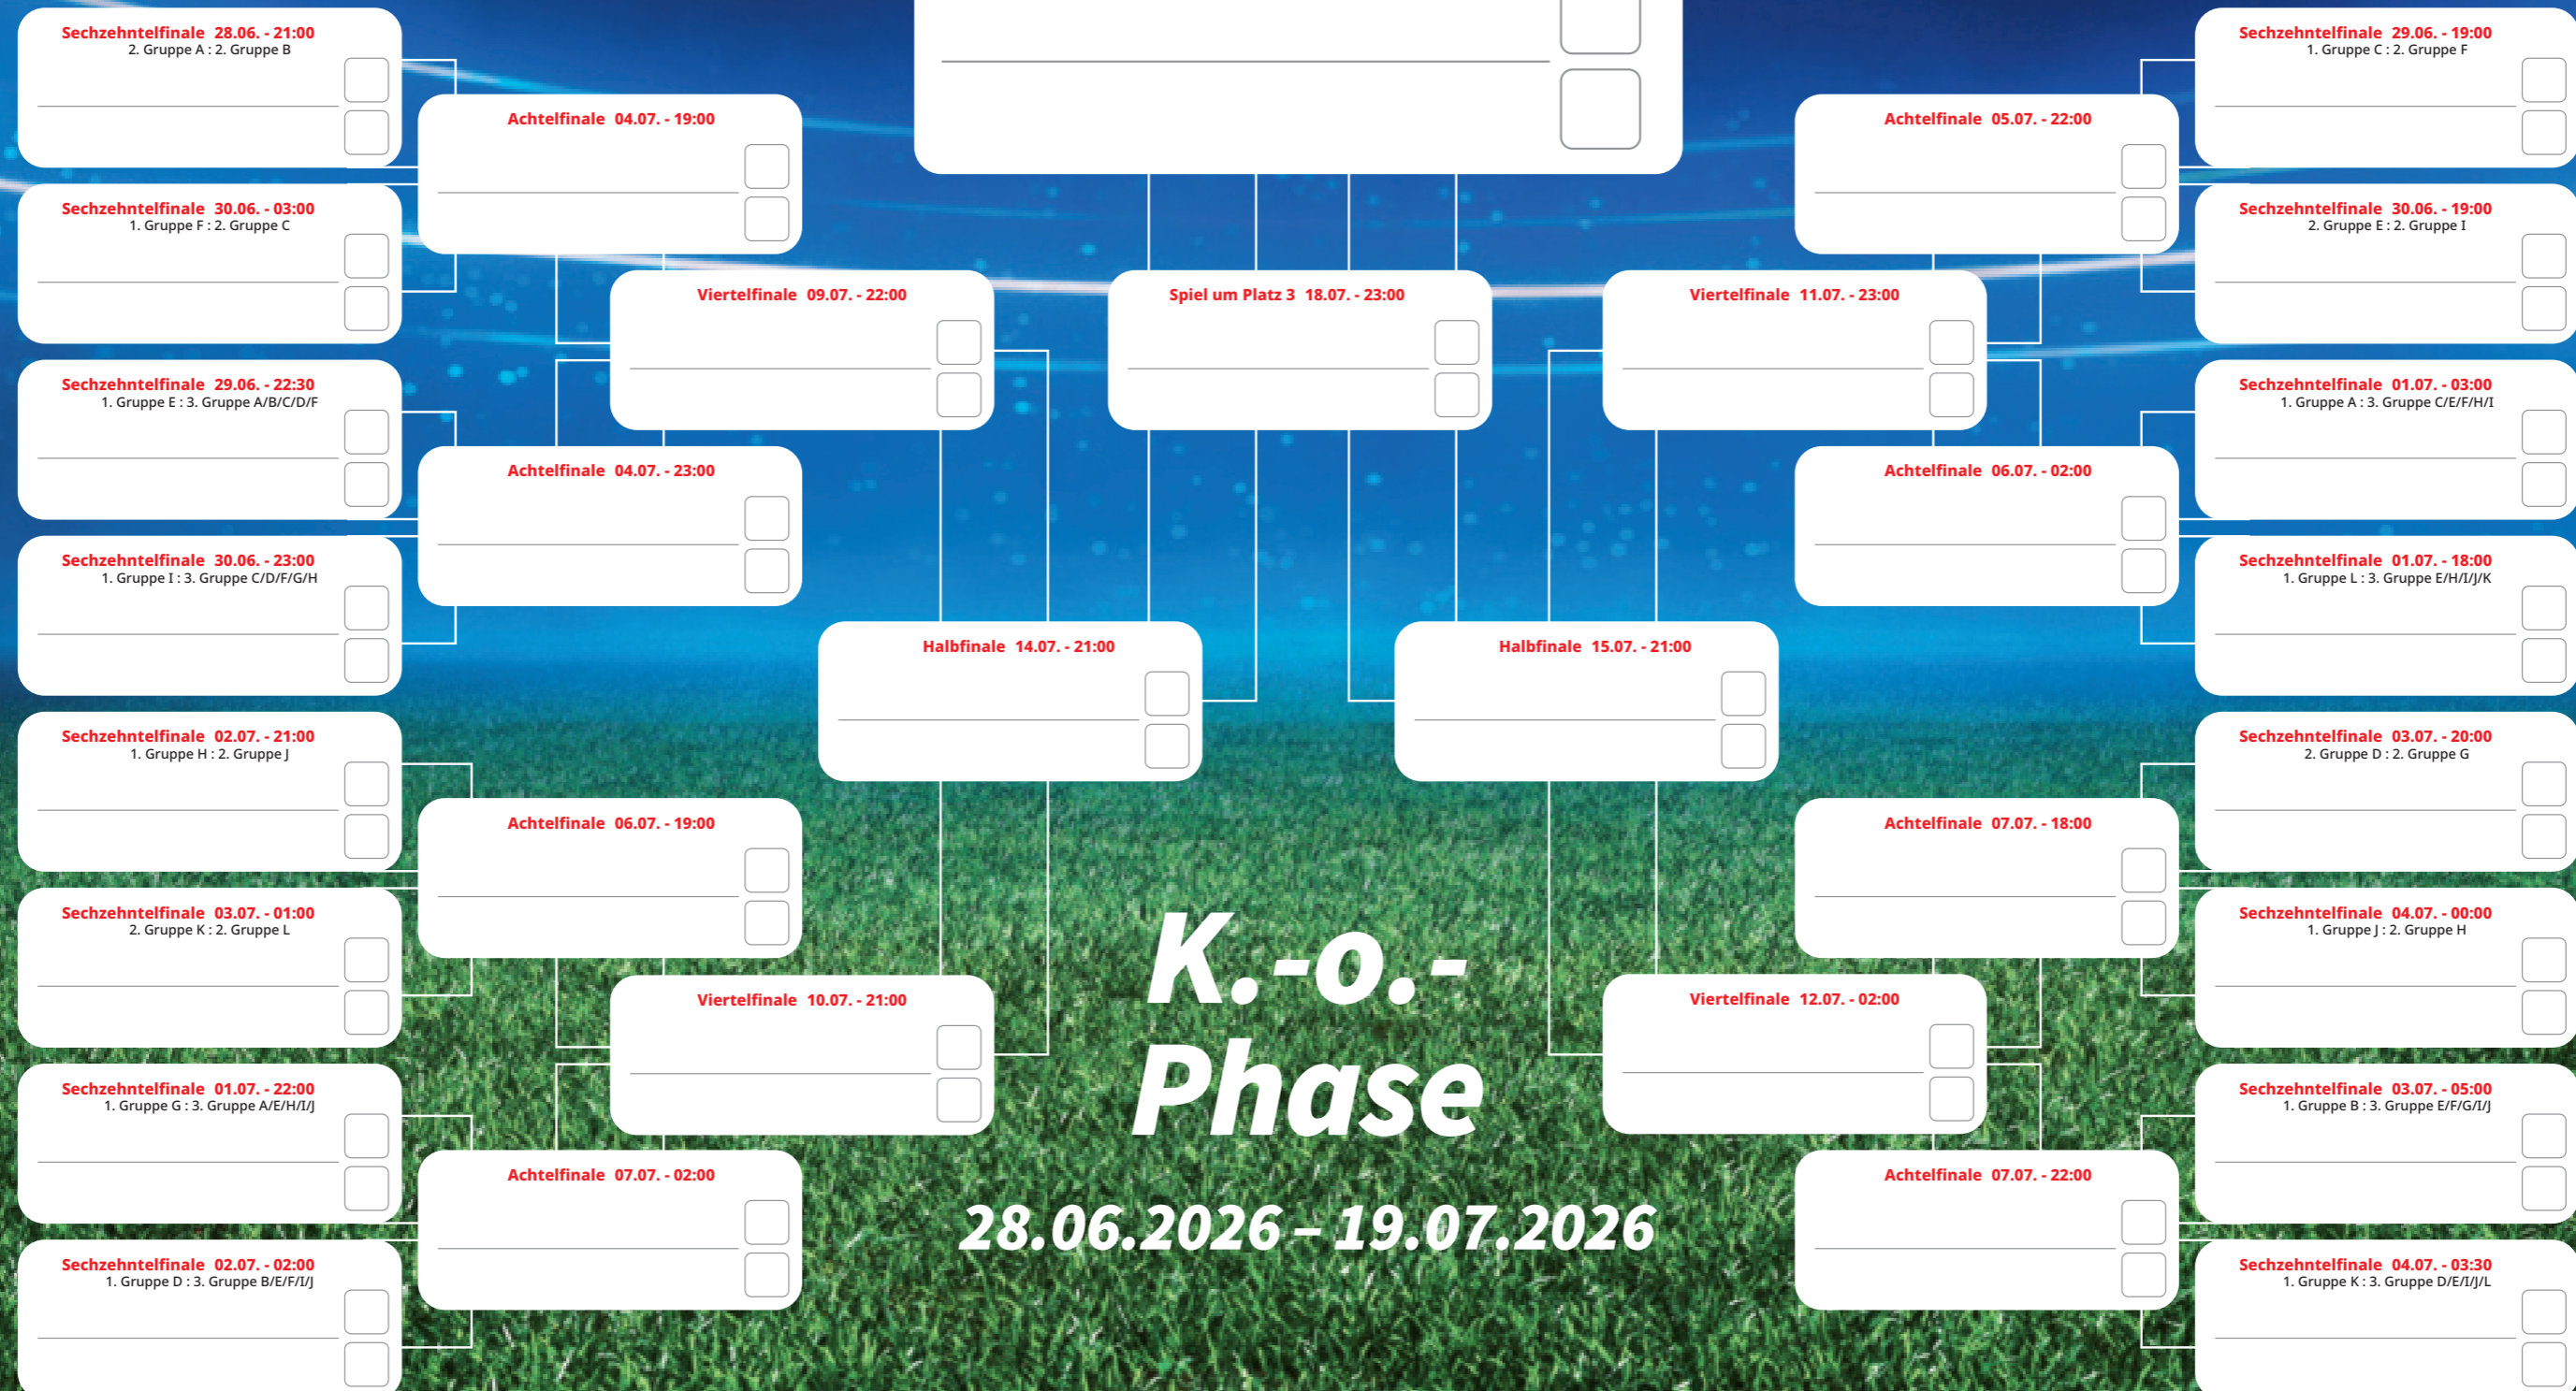 Sechzehntelfinale 28.06. - 21:00
2. Gruppe A : 2. Gruppe B
Sechzehntelfinale 30.06. - 03:00
1. Gruppe F : 2. Gruppe C
Sechzehntelfinale 29.06. - 22:30
1. Gruppe E : 3. Gruppe A/B/C/D/F
Sechzehntelfinale 30.06. - 23:00
1. Gruppe I : 3. Gruppe C/D/F/G/H
Sechzehntelfinale 02.07. - 21:00
1. Gruppe H : 2. Gruppe J
Sechzehntelfinale 03.07. - 01:00
2. Gruppe K : 2. Gruppe L
Sechzehntelfinale 01.07. - 22:00
1. Gruppe G : 3. Gruppe A/E/H/I/J
Sechzehntelfinale 02.07. - 02:00
1. Gruppe D : 3. Gruppe B/E/F/I/J
Achtelfinale 04.07. - 19:00
Achtelfinale 04.07. - 23:00
Achtelfinale 06.07. - 19:00
Achtelfinale 07.07. - 02:00
Viertelfinale 09.07. - 22:00
Viertelfinale 10.07. - 21:00
Halbfinale 14.07. - 21:00
Spiel um Platz 3 18.07. - 23:00
Halbfinale 15.07. - 21:00
K.-o.-
Phase
28.06.2026 – 19.07.2026
Viertelfinale 11.07. - 23:00
Viertelfinale 12.07. - 02:00
Achtelfinale 05.07. - 22:00
Achtelfinale 06.07. - 02:00
Achtelfinale 07.07. - 18:00
Achtelfinale 07.07. - 22:00
Sechzehntelfinale 29.06. - 19:00
1. Gruppe C : 2. Gruppe F
Sechzehntelfinale 30.06. - 19:00
2. Gruppe E : 2. Gruppe I
Sechzehntelfinale 01.07. - 03:00
1. Gruppe A : 3. Gruppe C/E/F/H/I
Sechzehntelfinale 01.07. - 18:00
1. Gruppe L : 3. Gruppe E/H/I/J/K
Sechzehntelfinale 03.07. - 20:00
2. Gruppe D : 2. Gruppe G
Sechzehntelfinale 04.07. - 00:00
1. Gruppe J : 2. Gruppe H
Sechzehntelfinale 03.07. - 05:00
1. Gruppe B : 3. Gruppe E/F/G/I/J
Sechzehntelfinale 04.07. - 03:30
1. Gruppe K : 3. Gruppe D/E/I/J/L